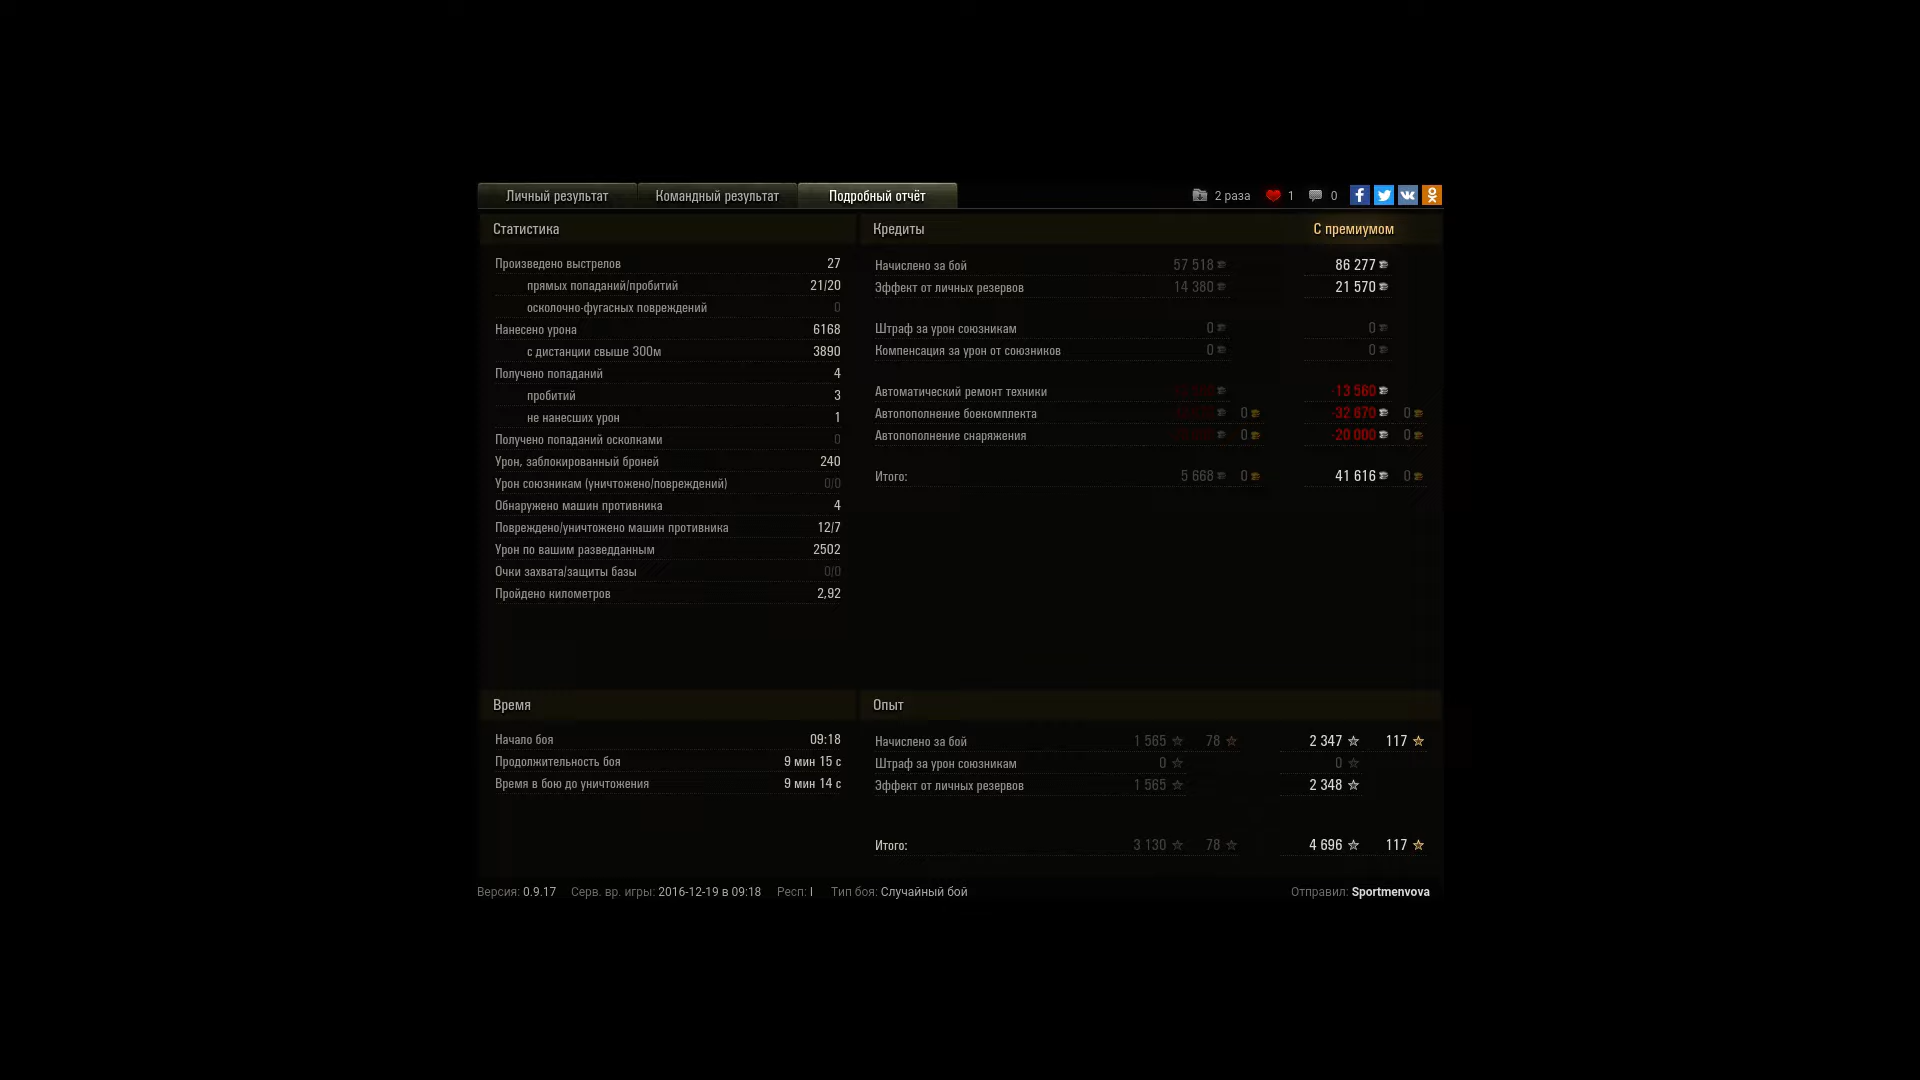 Личный результат Командный результат Подробный отчёт 2 раза 1 0
Статистика
Произведено выстрелов 27
прямых попаданий/пробитий 21/20
осколочно-фугасных повреждений 0
Нанесено урона 6168
с дистанции свыше 300м 3890
Получено попаданий 4
пробитий 3
не нанесших урон 1
Получено попаданий осколками 0
Урон, заблокированный броней 240
Урон союзникам (уничтожено/повреждений) 0/0
Обнаружено машин противника 4
Повреждено/уничтожено машин противника 12/7
Урон по вашим разведданным 2502
Очки захвата/защиты базы 0/0
Пройдено километров 2,92
Кредиты С премиумом
Начислено за бой 57 518 86 277
Эффект от личных резервов 14 380 21 570
Штраф за урон союзникам 0 0
Компенсация за урон от союзников 0 0
Автоматический ремонт техники -13 560
Автопополнение боекомплекта 0 -32 670 0
Автопополнение снаряжения 0 -20 000 0
Итого: 5 668 0 41 616 0
Время
Начало боя 09:18
Продолжительность боя 9 мин 15 с
Время в бою до уничтожения 9 мин 14 с
Опыт
Начислено за бой 1 565 78 2 347 117
Штраф за урон союзникам 0 0
Эффект от личных резервов 1 565 2 348
Итого: 3 130 78 4 696 117
Версия: 0.9.17 Серв. вр. игры: 2016-12-19 в 09:18 Респ: I Тип боя: Случайный бой Отправил: Sportmenvova